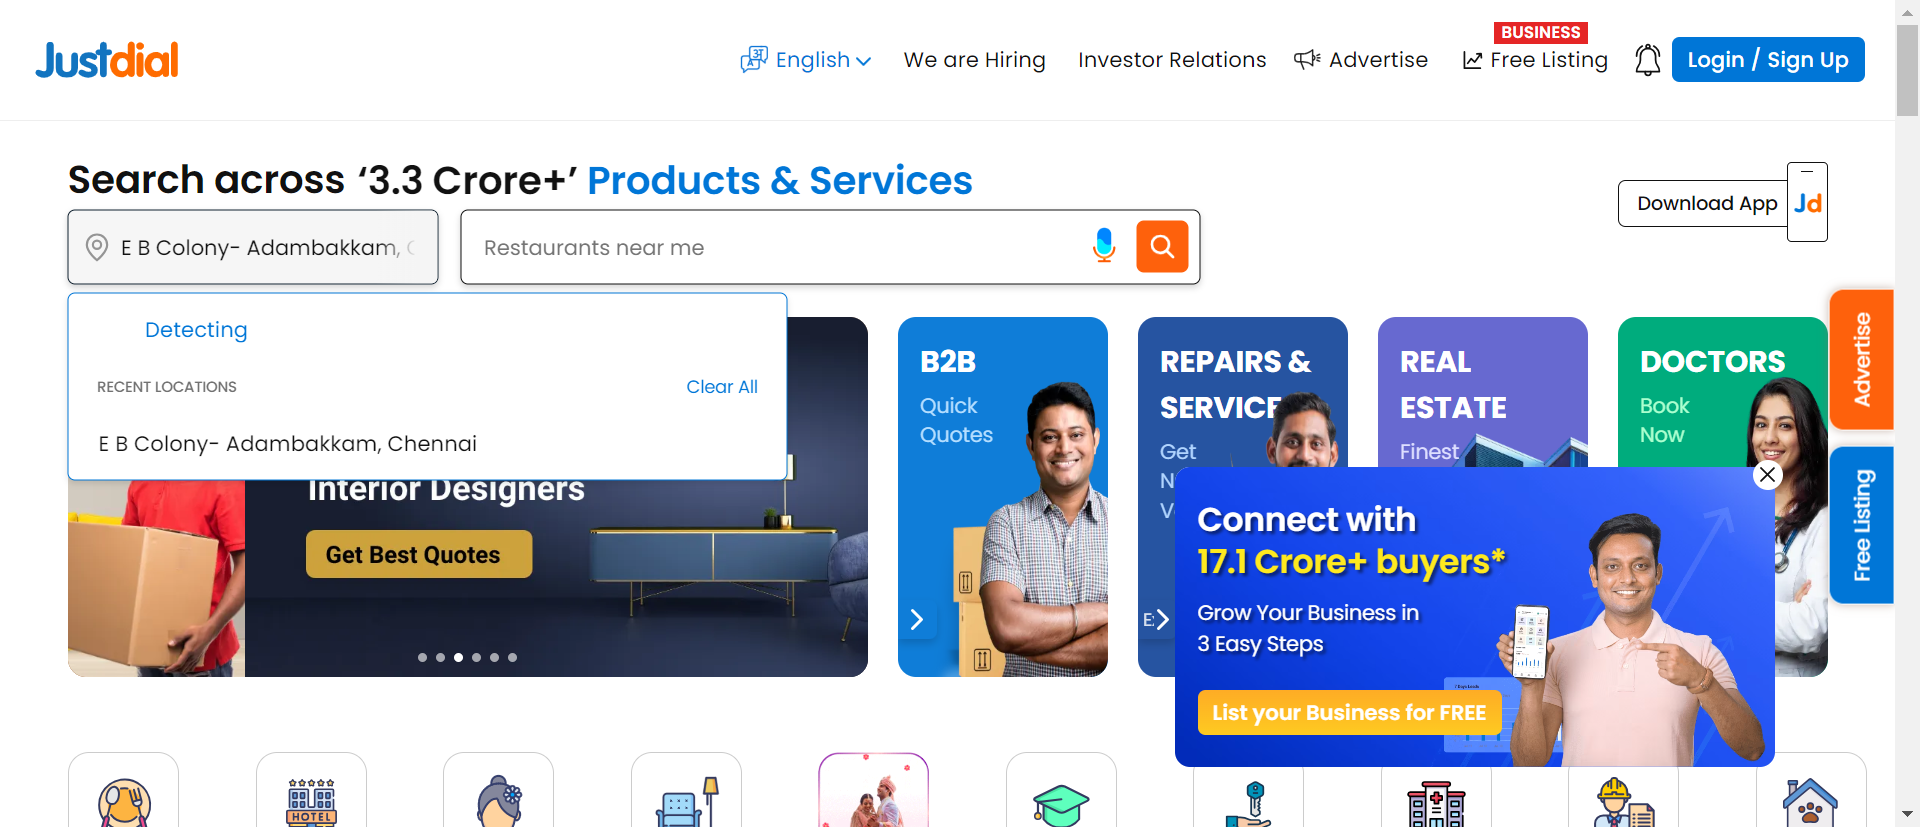 Justdial
English
We are Hiring
Investor Relations
Advertise
BUSINESS
Free Listing
Login / Sign Up
Search across ‘3.3 Crore+’ Products & Services
Download App
Jd
E B Colony- Adambakkam,
Restaurants near me
Detecting
RECENT LOCATIONS
Clear All
E B Colony- Adambakkam, Chennai
Interior Designers
Get Best Quotes
B2B
Quick
Quotes
REPAIRS &
SERVICE
Get
REAL
ESTATE
Finest
DOCTORS
Book
Now
Advertise
Free Listing
Connect with
17.1 Crore+ buyers*
Grow Your Business in
3 Easy Steps
List your Business for FREE
HOTEL